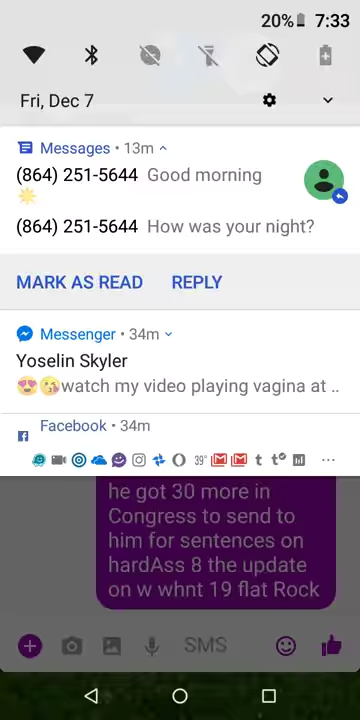 20% 7:33
Fri, Dec 7
Messages • 13m
(864) 251-5644 Good morning
☀️
(864) 251-5644 How was your night?
MARK AS READ REPLY
Messenger • 34m
Yoselin Skyler
😍😘watch my video playing vagina at ..
Facebook • 34m
39°
he got 30 more in
Congress to send to
him for sentences on
hardAss 8 the update
on w whnt 19 flat Rock
SMS